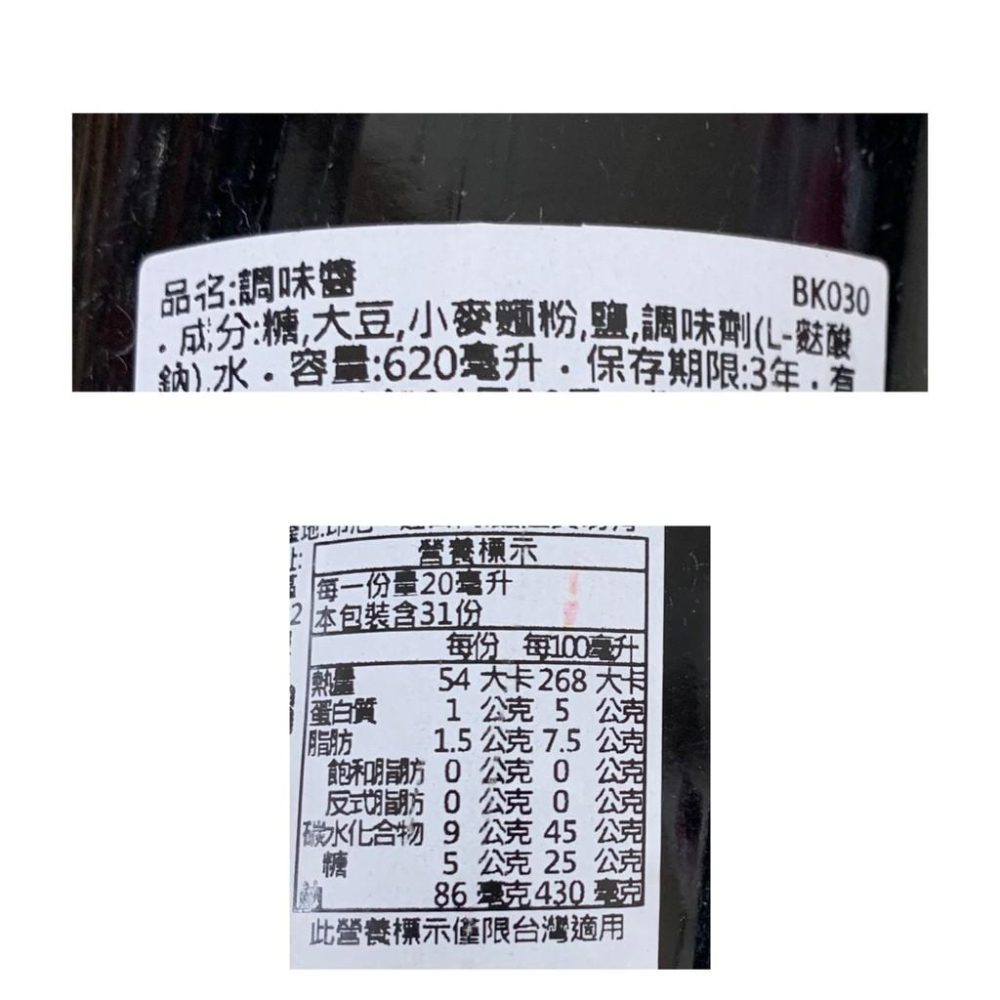 品名:調味醬 BK030
・成分:糖,大豆,小麥麵粉,鹽,調味劑(L-麩酸
鈉),水・容量:620毫升・保存期限:3年・有
營養標示
每一份量20毫升
本包裝含31份
每份 每100毫升
熱量 54 大卡 268 大卡
蛋白質 1 公克 5 公克
脂肪 1.5 公克 7.5 公克
飽和脂肪 0 公克 0 公克
反式脂肪 0 公克 0 公克
碳水化合物 9 公克 45 公克
糖 5 公克 25 公克
鈉 86 毫克 430 毫克
此營養標示僅限台灣適用